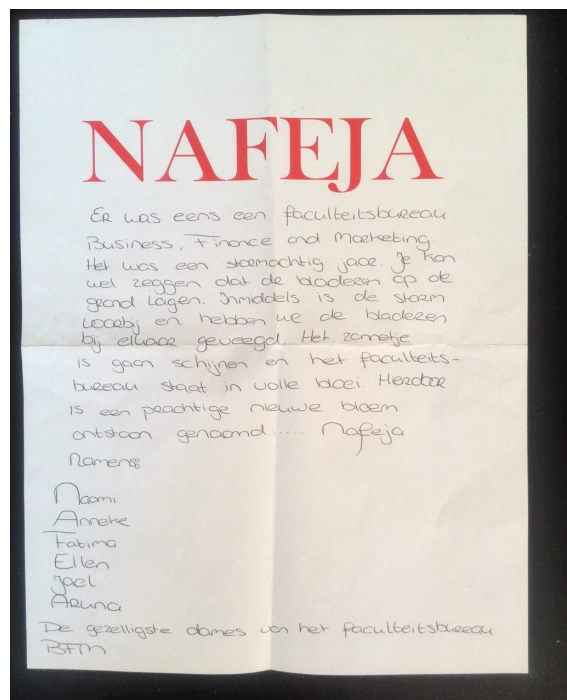 NAFEJA
Er was eens een faculteitsbureau
Business, Finance and Marketing.
Het was een stormachtig jaar. Je kan
wel zeggen dat de bladeren op de
grond lagen. Inmiddels is de storm
voorbij en hebben we de bladeren
bij elkaar geveegd. Het zonnetje
is gaan schijnen en het faculteits-
bureau staat in volle bloei. Hierdoor
is een prachtige nieuwe bloem
ontstaan genaamd ..... Nafeja
Namens:
Naomi
Anneke
Fatima
Ellen
Joel
Aruna
De gezelligste dames van het faculteitsbureau
BFM